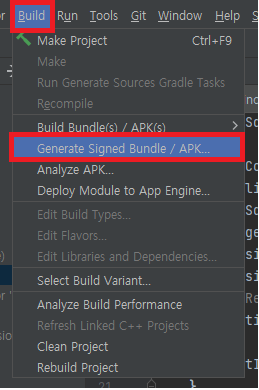 Build Run Tools Git Window Help
Make Project Ctrl+F9
Make
Run Generate Sources Gradle Tasks
Recompile
Build Bundle(s) / APK(s)
Generate Signed Bundle / APK...
Analyze APK...
Deploy Module to App Engine...
Edit Build Types...
Edit Flavors...
Edit Libraries and Dependencies...
Select Build Variant...
Analyze Build Performance
Refresh Linked C++ Projects
Clean Project
Rebuild Project
21 }